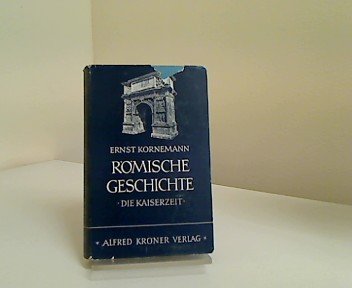 ERNST KORNEMANN
RÖMISCHE
GESCHICHTE
·DIE KAISERZEIT·
* ALFRED KRÖNER VERLAG *